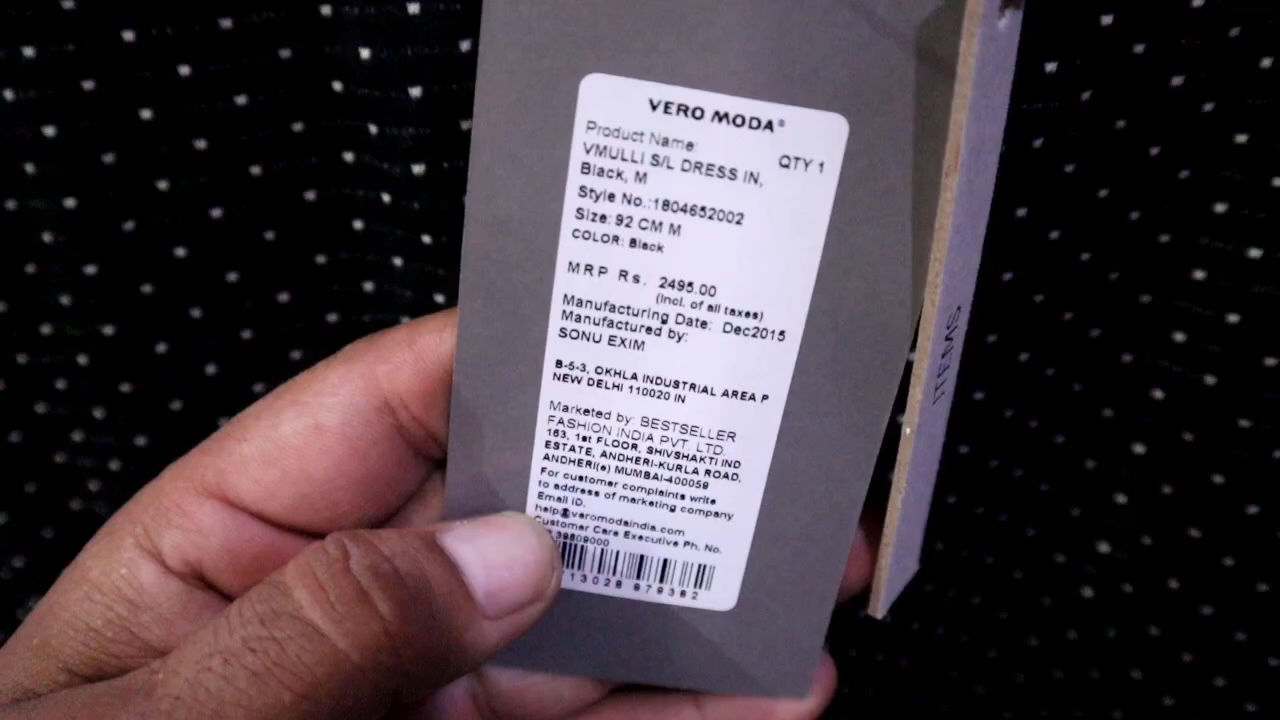 VERO MODA®
Product Name:
QTY 1
VMULLI S/L DRESS IN,
Black, M
Style No.:1804652002
Size: 92 CM M
COLOR: Black
MRP Rs. 2495.00
(Incl. of all taxes)
Manufacturing Date: Dec2015
Manufactured by:
SONU EXIM
B-5-3, OKHLA INDUSTRIAL AREA P
NEW DELHI 110020 IN
Marketed by: BESTSELLER
FASHION INDIA PVT. LTD.
163, 1st FLOOR, SHIVSHAKTI IND
ESTATE, ANDHERI-KURLA ROAD,
ANDHERI(e) MUMBAI-400059
For customer complaints write
to address of marketing company
Email ID.
help@veromodaindia.com
Customer Care Executive Ph. No.
39809000
13028 979382
ITEMS